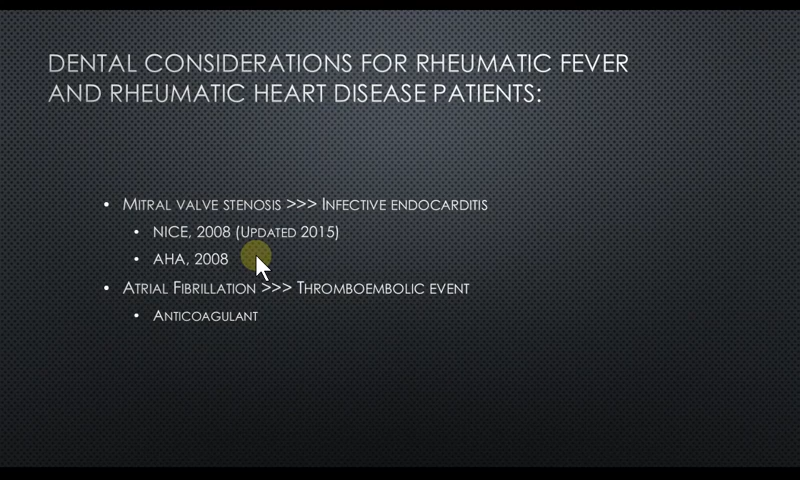 DENTAL CONSIDERATIONS FOR RHEUMATIC FEVER
AND RHEUMATIC HEART DISEASE PATIENTS:
• MITRAL VALVE STENOSIS >>> INFECTIVE ENDOCARDITIS
• NICE, 2008 (UPDATED 2015)
• AHA, 2008
• ATRIAL FIBRILLATION >>> THROMBOEMBOLIC EVENT
• ANTICOAGULANT